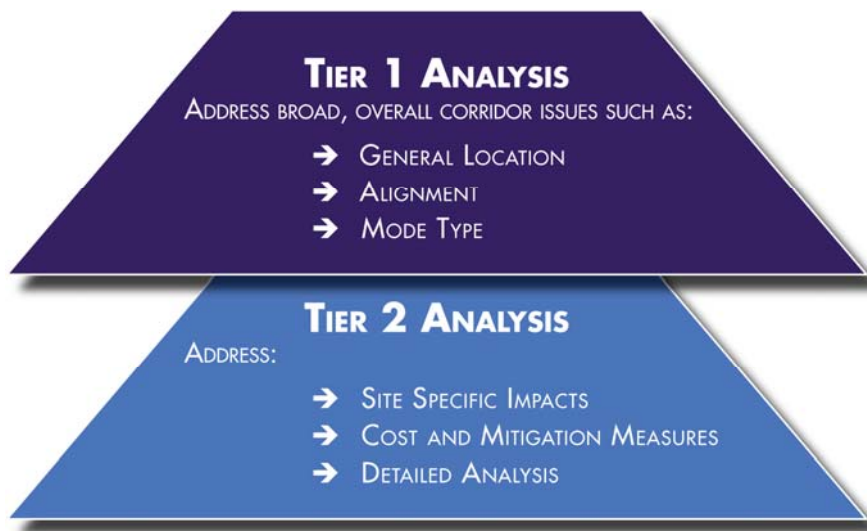 Tier 1 Analysis
Address broad, overall corridor issues such as:
➔ General Location
➔ Alignment
➔ Mode Type
Tier 2 Analysis
Address:
➔ Site Specific Impacts
➔ Cost and Mitigation Measures
➔ Detailed Analysis